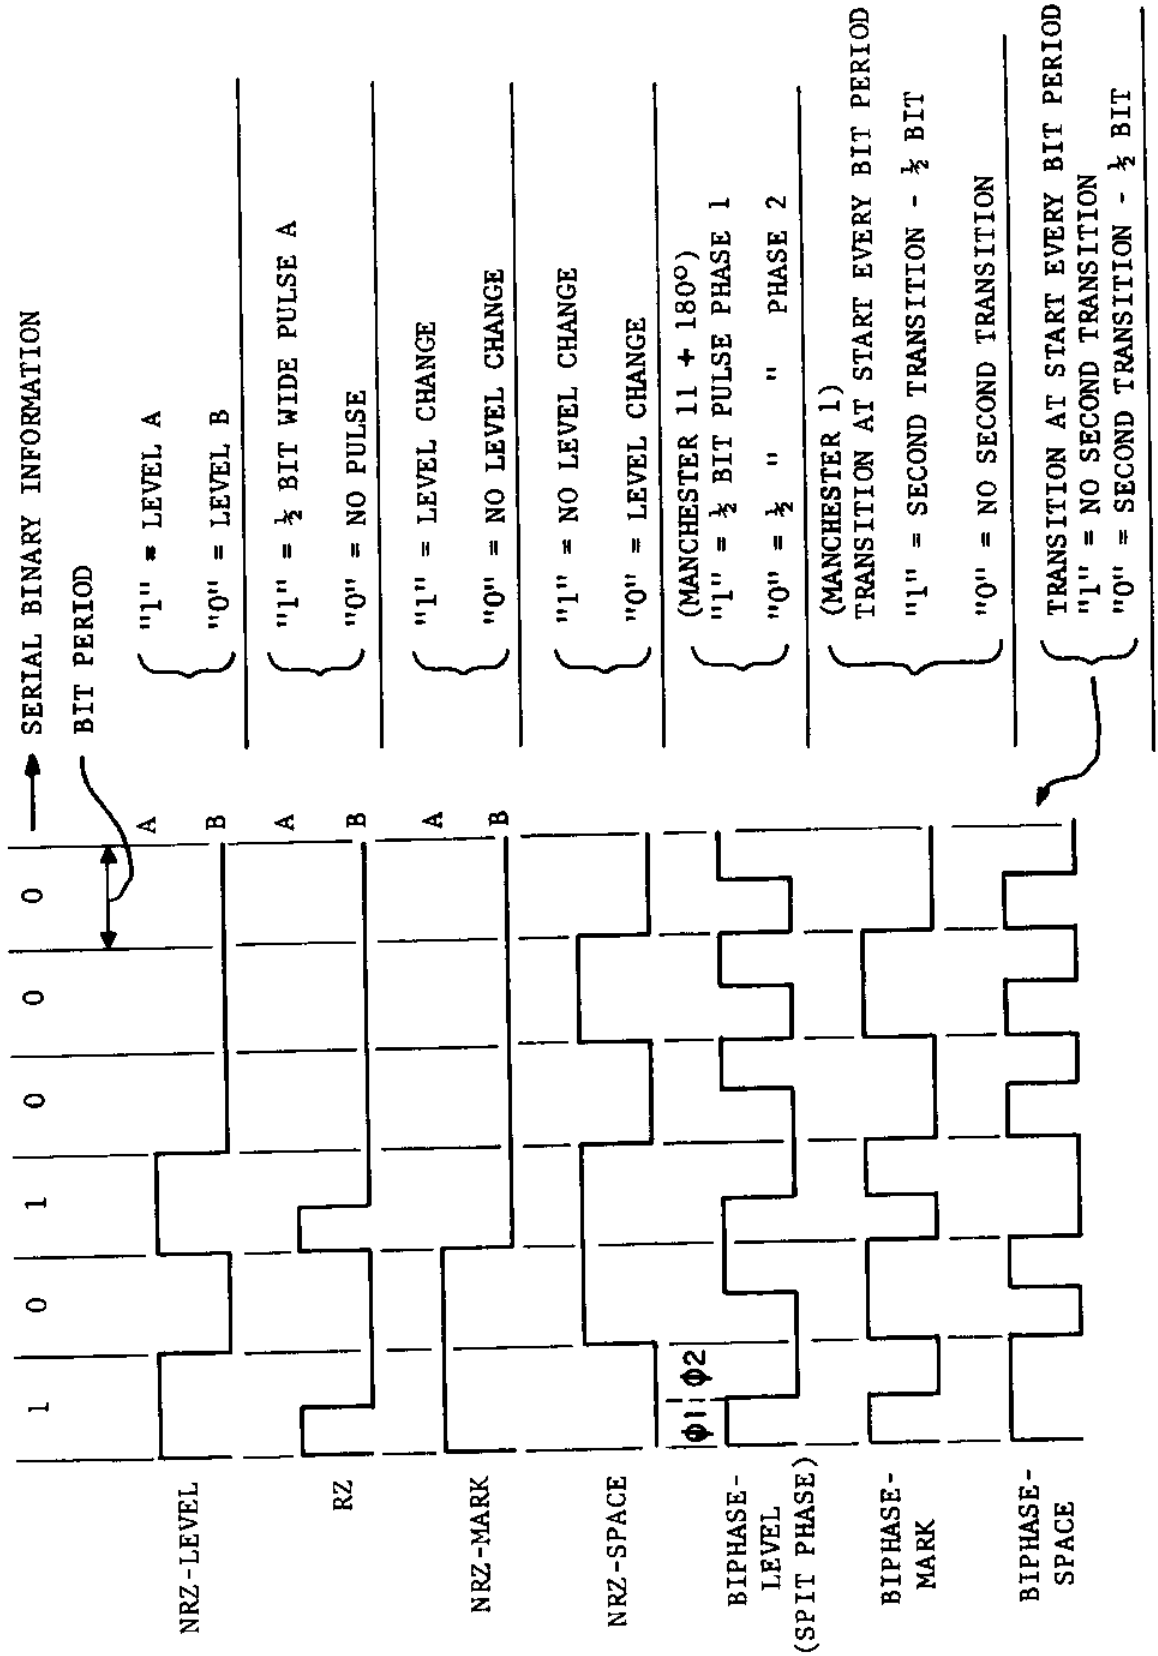 1 0 1 0 0 0 → SERIAL BINARY INFORMATION
BIT PERIOD
NRZ-LEVEL
A
B
"1" = LEVEL A
"0" = LEVEL B
RZ
A
B
"1" = ½ BIT WIDE PULSE A
"0" = NO PULSE
NRZ-MARK
A
B
"1" = LEVEL CHANGE
"0" = NO LEVEL CHANGE
NRZ-SPACE
"1" = NO LEVEL CHANGE
"0" = LEVEL CHANGE
ϕ1 ϕ2
BIPHASE-
LEVEL
(SPIT PHASE)
(MANCHESTER 11 + 180°)
"1" = ½ BIT PULSE PHASE 1
"0" = ½ " " PHASE 2
BIPHASE-
MARK
(MANCHESTER 1)
TRANSITION AT START EVERY BIT PERIOD
"1" = SECOND TRANSITION - ½ BIT
"0" = NO SECOND TRANSITION
BIPHASE-
SPACE
TRANSITION AT START EVERY BIT PERIOD
"1" = NO SECOND TRANSITION
"0" = SECOND TRANSITION - ½ BIT